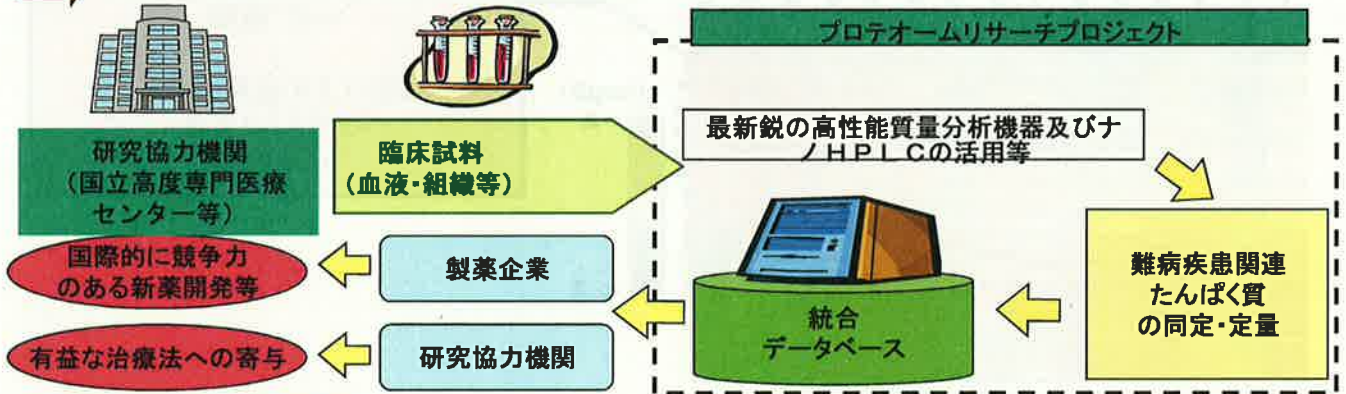 プロテオームリサーチプロジェクト
研究協力機関
(国立高度専門医療
センター等)
臨床試料
(血液・組織等)
最新鋭の高性能質量分析機器及びナ
ノHPLCの活用等
難病疾患関連
たんぱく質
の同定・定量
統合
データベース
製薬企業
国際的に競争力
のある新薬開発等
研究協力機関
有益な治療法への寄与